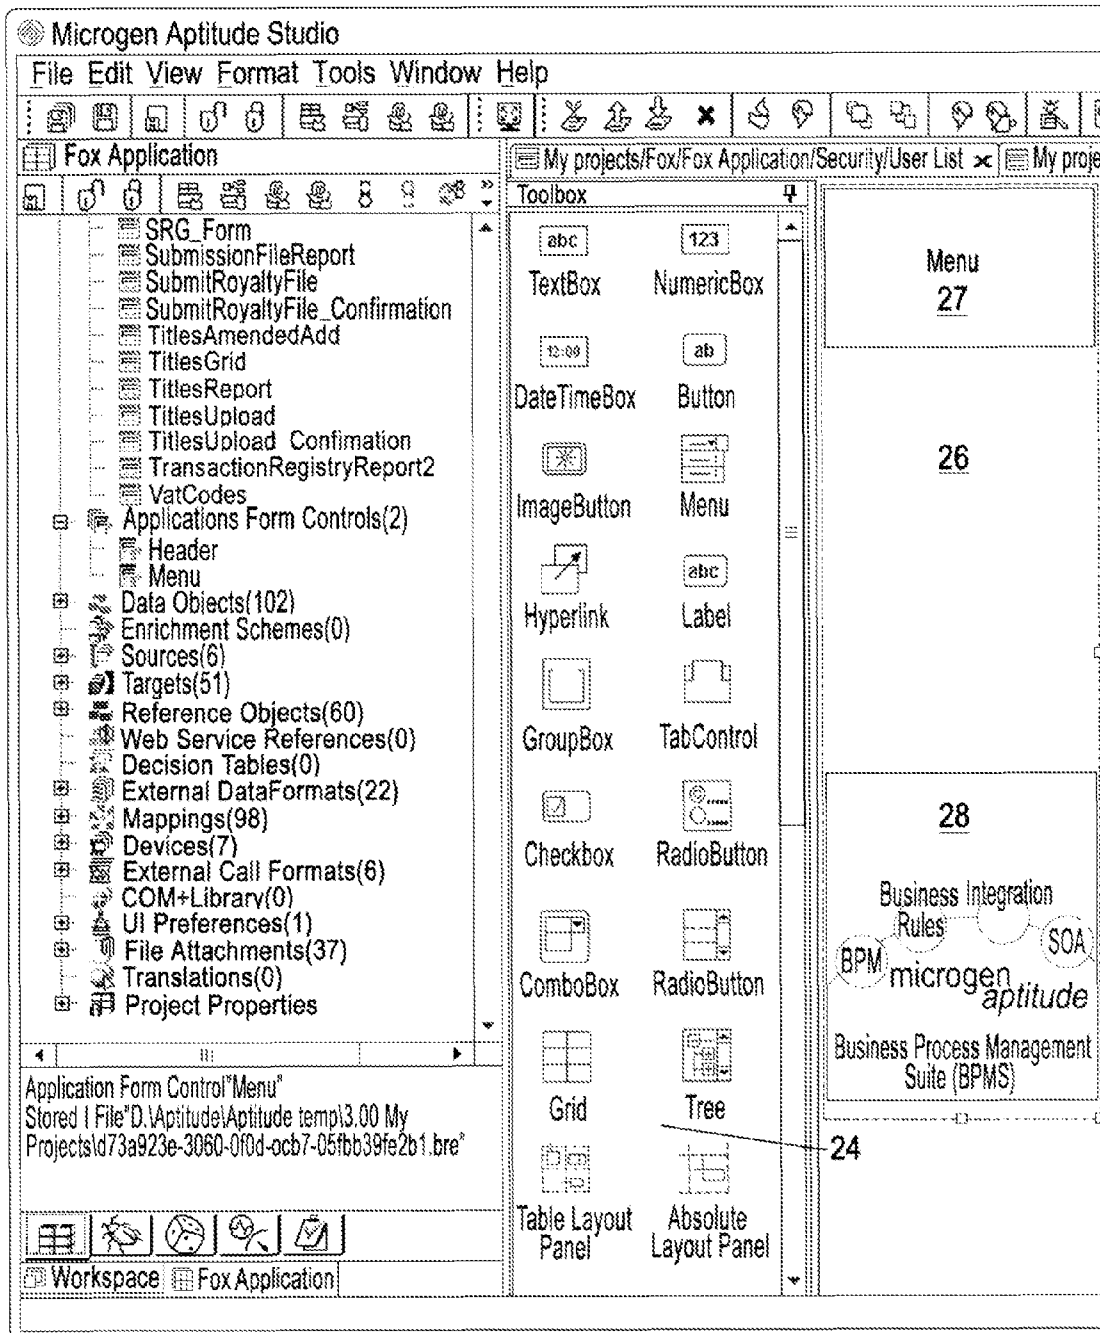 Microgen Aptitude Studio
File Edit View Format Tools Window Help
Fox Application
SRG_Form
SubmissionFileReport
SubmitRoyaltyFile
SubmitRoyaltyFile_Confirmation
TitlesAmendedAdd
TitlesGrid
TitlesReport
TitlesUpload
TitlesUpload_Confimation
TransactionRegistryReport2
VatCodes
Applications Form Controls(2)
Header
Menu
Data Objects(102)
Enrichment Schemes(0)
Sources(6)
Targets(51)
Reference Objects(60)
Web Service References(0)
Decision Tables(0)
External DataFormats(22)
Mappings(98)
Devices(7)
External Call Formats(6)
COM+Library(0)
UI Preferences(1)
File Attachments(37)
Translations(0)
Project Properties
Application Form Control"Menu"
Stored I File"D.\Aptitude\Aptitude temp\3.00 My
Projects\d73a923e-3060-0f0d-ocb7-05fbb39fe2b1.bre"
Workspace Fox Application
My projects/Fox/Fox Application/Security/User List My proje
Toolbox
abc 123
TextBox NumericBox
12:00 ab
DateTimeBox Button
ImageButton Menu
abc
Hyperlink Label
GroupBox TabControl
Checkbox RadioButton
ComboBox RadioButton
Grid Tree
24
Table Layout Panel
Absolute Layout Panel
Menu
27
26
28
Business Integration
Rules
BPM SOA
microgen
aptitude
Business Process Management
Suite (BPMS)